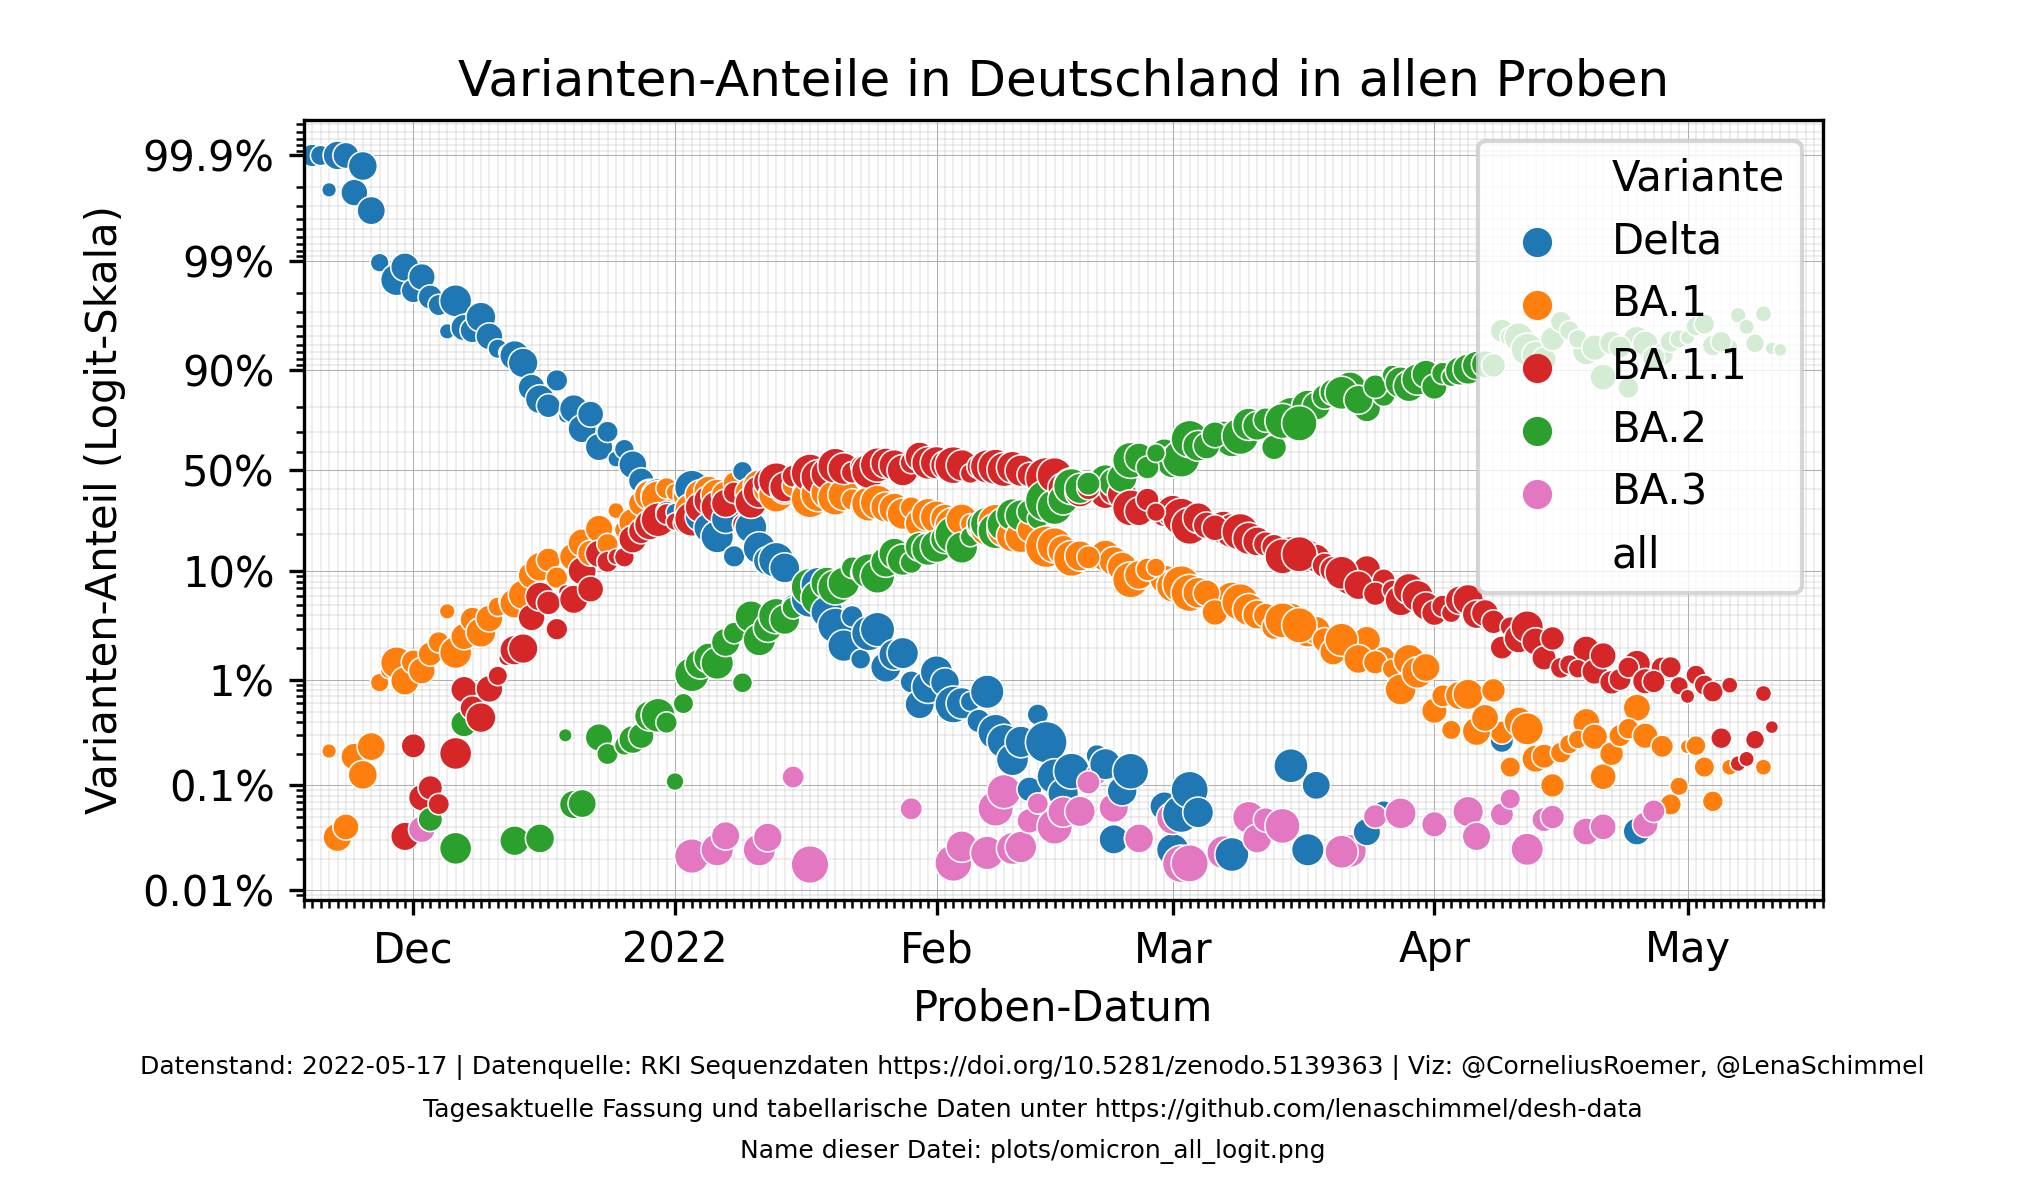 Varianten-Anteile in Deutschland in allen Proben
Varianten-Anteil (Logit-Skala)
99.9%
99%
90%
50%
10%
1%
0.1%
0.01%
Variante
Delta
BA.1
BA.1.1
BA.2
BA.3
all
Dec
2022
Feb
Mar
Apr
May
Proben-Datum
Datenstand: 2022-05-17 | Datenquelle: RKI Sequenzdaten https://doi.org/10.5281/zenodo.5139363 | Viz: @CorneliusRoemer, @LenaSchimmel
Tagesaktuelle Fassung und tabellarische Daten unter https://github.com/lenaschimmel/desh-data
Name dieser Datei: plots/omicron_all_logit.png